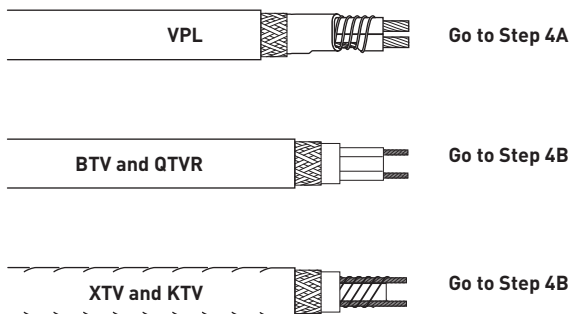 VPL Go to Step 4A
BTV and QTVR Go to Step 4B
XTV and KTV Go to Step 4B